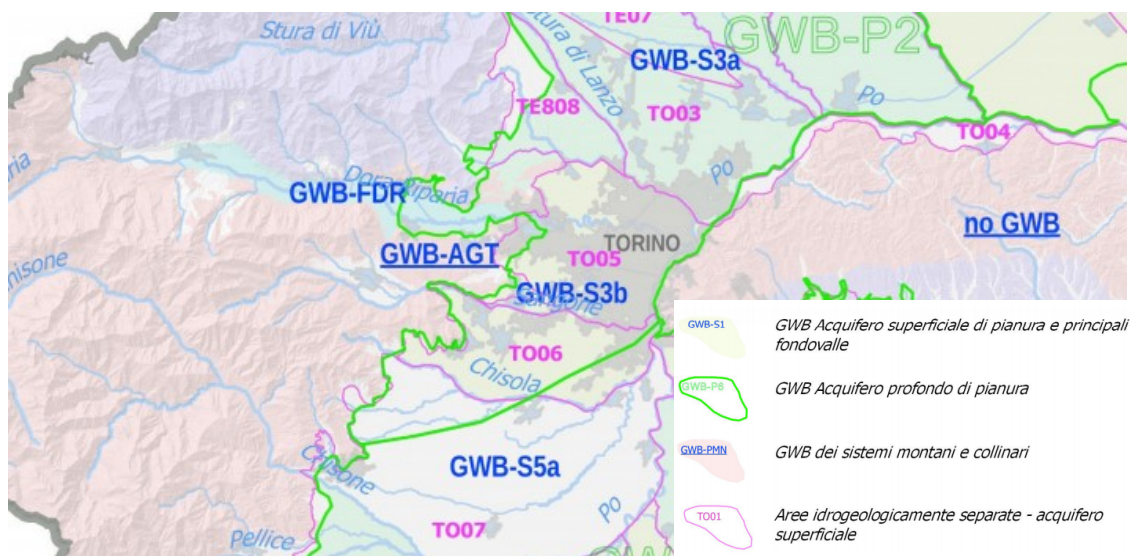 TE07
GWB-P2
Stura di Viù
Stura di Lanzo
GWB-S3a
TE808
TO03
Po
TO04
Po
GWB-FDR
Dora Riparia
no GWB
TORINO
GWB-AGT
TO05
GWB-S3b
Sangone
TO06
Chisola
GWB-S5a
Chisone
TO07
Po
Pellice
GWB-S1
GWB Acquifero superficiale di pianura e principali
fondovalle
GWB-P6
GWB Acquifero profondo di pianura
GWB-PMN
GWB dei sistemi montani e collinari
TO01
Aree idrogeologicamente separate - acquifero
superficiale